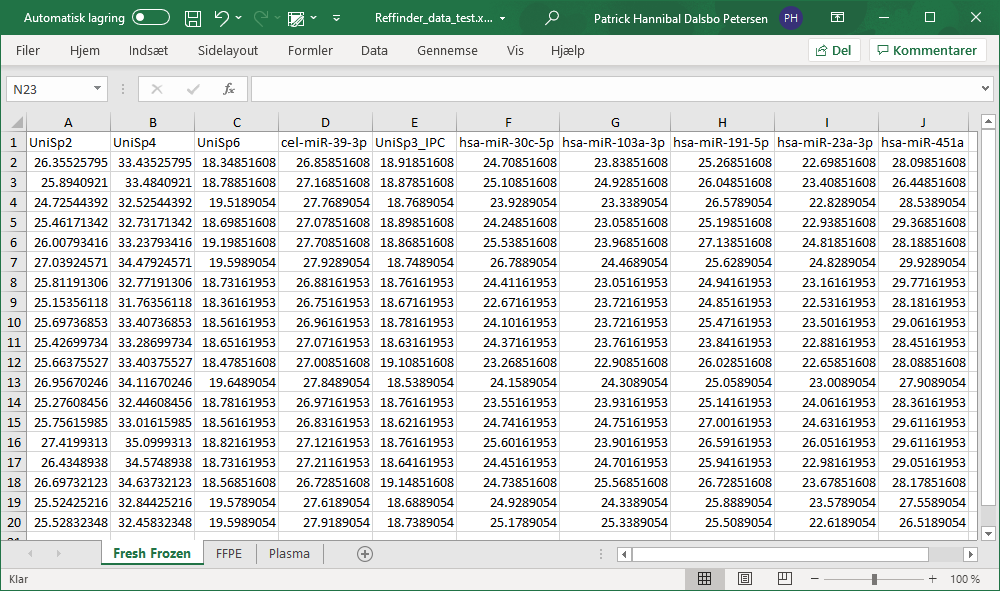 Automatisk lagring Reffinder_data_test.x... Patrick Hannibal Dalsbo Petersen PH
Filer Hjem Indsæt Sidelayout Formler Data Gennemse Vis Hjælp Del Kommentarer
N23 fx
A B C D E F G H I J
1 UniSp2 UniSp4 UniSp6 cel-miR-39-3p UniSp3_IPC hsa-miR-30c-5p hsa-miR-103a-3p hsa-miR-191-5p hsa-miR-23a-3p hsa-miR-451a
2 26.35525795 33.43525795 18.34851608 26.85851608 18.91851608 24.70851608 23.83851608 25.26851608 22.69851608 28.09851608
3 25.8940921 33.4840921 18.78851608 27.16851608 18.87851608 25.10851608 24.92851608 26.04851608 23.40851608 26.44851608
4 24.72544392 32.52544392 19.5189054 27.7689054 18.7689054 23.9289054 23.3389054 26.5789054 22.8289054 28.5389054
5 25.46171342 32.73171342 18.69851608 27.07851608 18.89851608 24.24851608 23.05851608 25.19851608 22.93851608 29.36851608
6 26.00793416 33.23793416 19.19851608 27.70851608 18.86851608 25.53851608 23.96851608 27.13851608 24.81851608 28.18851608
7 27.03924571 34.47924571 19.5989054 27.9289054 18.7489054 26.7889054 24.4689054 25.6289054 24.8289054 29.9289054
8 25.81191306 32.77191306 18.73161953 26.88161953 18.76161953 24.41161953 23.05161953 24.94161953 23.16161953 29.77161953
9 25.15356118 31.76356118 18.36161953 26.75161953 18.67161953 22.67161953 23.72161953 24.85161953 22.53161953 28.18161953
10 25.69736853 33.40736853 18.56161953 26.96161953 18.78161953 24.10161953 23.72161953 25.47161953 23.50161953 29.06161953
11 25.42699734 33.28699734 18.65161953 27.07161953 18.63161953 24.37161953 23.76161953 23.84161953 22.88161953 28.45161953
12 25.66375527 33.40375527 18.47851608 27.00851608 19.10851608 23.26851608 22.90851608 26.02851608 22.65851608 28.08851608
13 26.95670246 34.11670246 19.6489054 27.8489054 18.5389054 24.1589054 24.3089054 25.0589054 23.0089054 27.9089054
14 25.27608456 32.44608456 18.78161953 26.97161953 18.76161953 23.55161953 23.93161953 25.14161953 24.06161953 28.36161953
15 25.75615985 33.01615985 18.56161953 26.83161953 18.62161953 24.74161953 24.75161953 27.00161953 24.63161953 29.61161953
16 27.4199313 35.0999313 18.82161953 27.12161953 18.76161953 25.60161953 23.90161953 26.59161953 26.05161953 29.61161953
17 26.4348938 34.5748938 18.73161953 27.21161953 18.64161953 24.45161953 24.70161953 25.94161953 22.98161953 29.05161953
18 26.69732123 34.63732123 18.56851608 26.72851608 19.14851608 24.73851608 25.56851608 26.72851608 23.67851608 28.17851608
19 25.52425216 32.84425216 19.5789054 27.6189054 18.6889054 24.9289054 24.3389054 25.8889054 23.5789054 27.5589054
20 25.52832348 32.45832348 19.5989054 27.9189054 18.7389054 25.1789054 25.3389054 25.5089054 22.6189054 26.5189054
Fresh Frozen FFPE Plasma
Klar 100 %